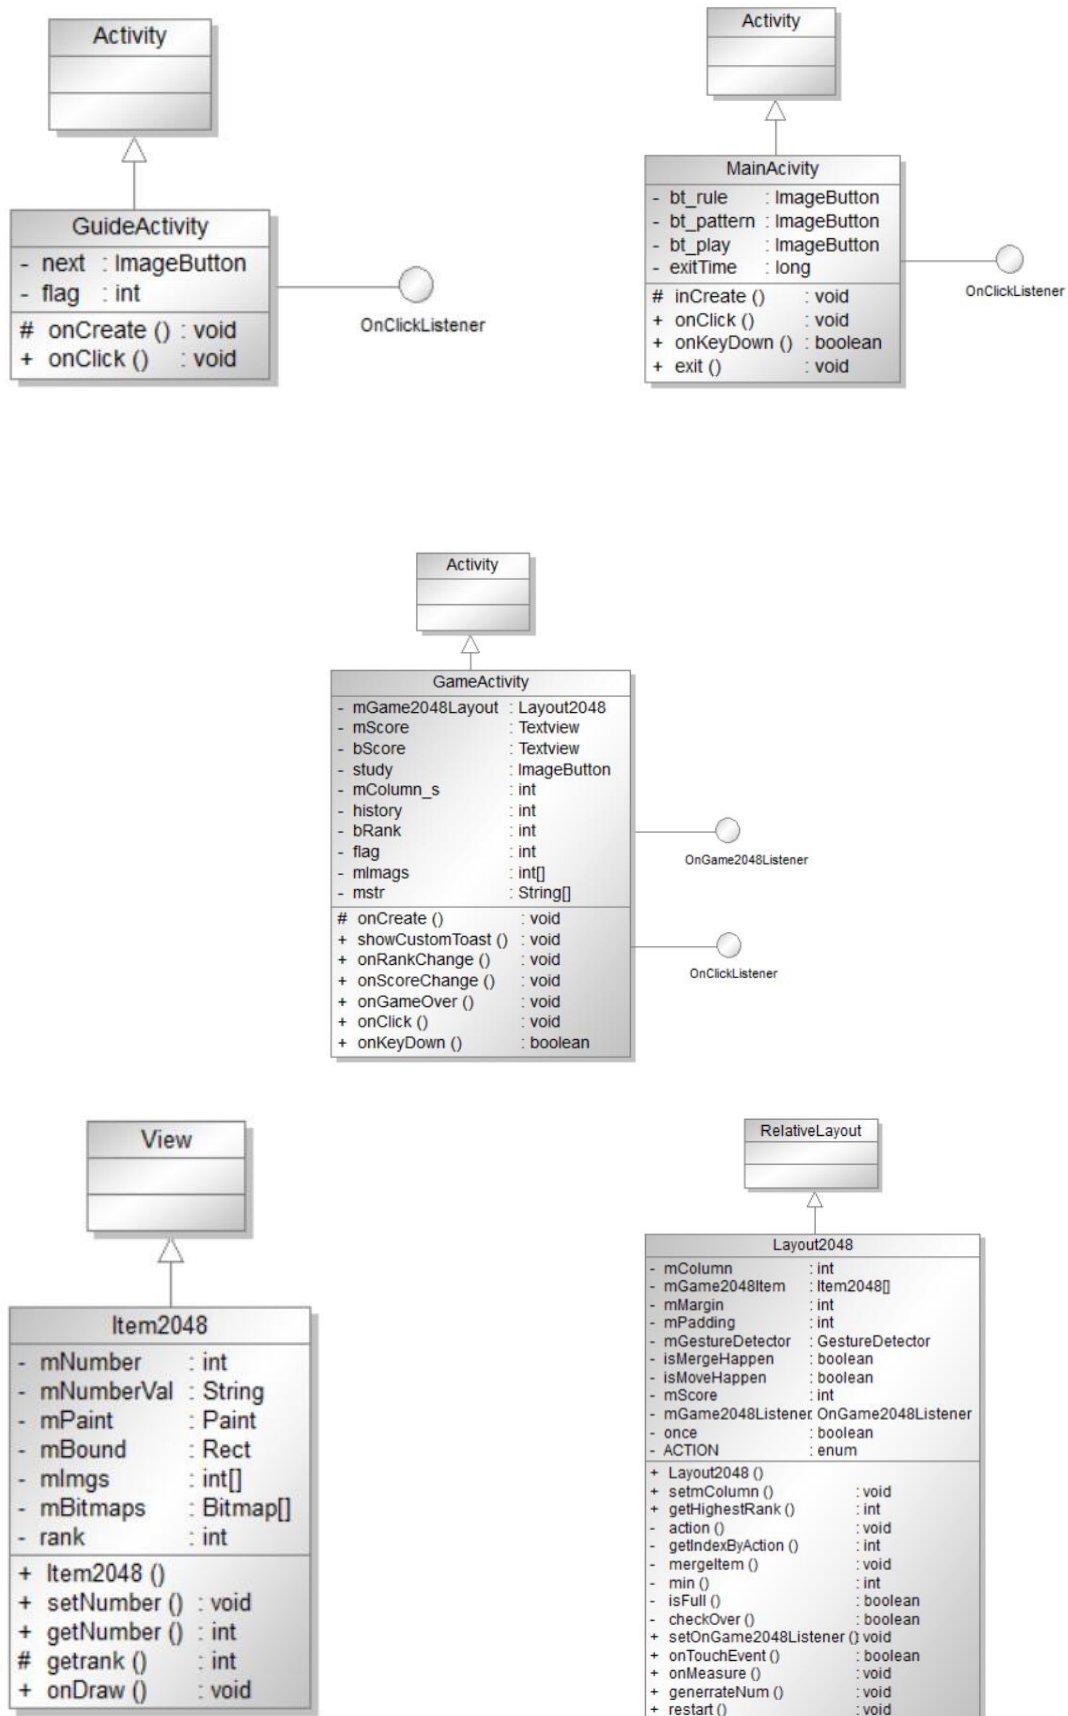 Activity
GuideActivity
- next : ImageButton
- flag : int
# onCreate () : void
+ onClick () : void
OnClickListener
Activity
MainAcivity
- bt_rule : ImageButton
- bt_pattern : ImageButton
- bt_play : ImageButton
- exitTime : long
# inCreate () : void
+ onClick () : void
+ onKeyDown () : boolean
+ exit () : void
OnClickListener
Activity
GameActivity
- mGame2048Layout : Layout2048
- mScore : Textview
- bScore : Textview
- study : ImageButton
- mColumn_s : int
- history : int
- bRank : int
- flag : int
- mImags : int[]
- mstr : String[]
# onCreate () : void
+ showCustomToast () : void
+ onRankChange () : void
+ onScoreChange () : void
+ onGameOver () : void
+ onClick () : void
+ onKeyDown () : boolean
OnGame2048Listener
OnClickListener
View
Item2048
- mNumber : int
- mNumberVal : String
- mPaint : Paint
- mBound : Rect
- mImgs : int[]
- mBitmaps : Bitmap[]
- rank : int
+ Item2048 ()
+ setNumber () : void
+ getNumber () : int
# getrank () : int
+ onDraw () : void
RelativeLayout
Layout2048
- mColumn : int
- mGame2048Item : Item2048[]
- mMargin : int
- mPadding : int
- mGestureDetector : GestureDetector
- isMergeHappen : boolean
- isMoveHappen : boolean
- mScore : int
- mGame2048Listener : OnGame2048Listener
- once : boolean
- ACTION : enum
+ Layout2048 ()
+ setmColumn () : void
+ getHighestRank () : int
- action () : void
- getIndexByAction () : int
- mergeItem () : void
- min () : int
- isFull () : boolean
- checkOver () : boolean
+ setOnGame2048Listener () : void
+ onTouchEvent () : boolean
+ onMeasure () : void
+ generrateNum () : void
+ restart () : void